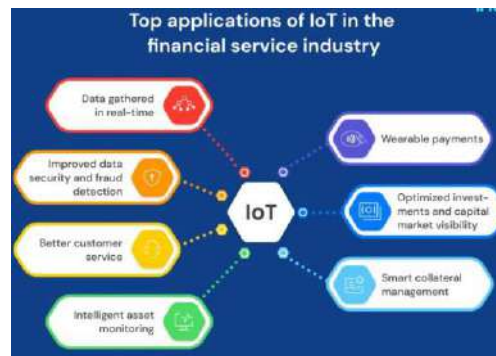 Top applications of IoT in the
financial service industry
Data gathered
in real-time
Improved data
security and fraud
detection
Better customer
service
Intelligent asset
monitoring
IoT
Wearable payments
Optimized invest-
ments and capital
market visibility
Smart collateral
management